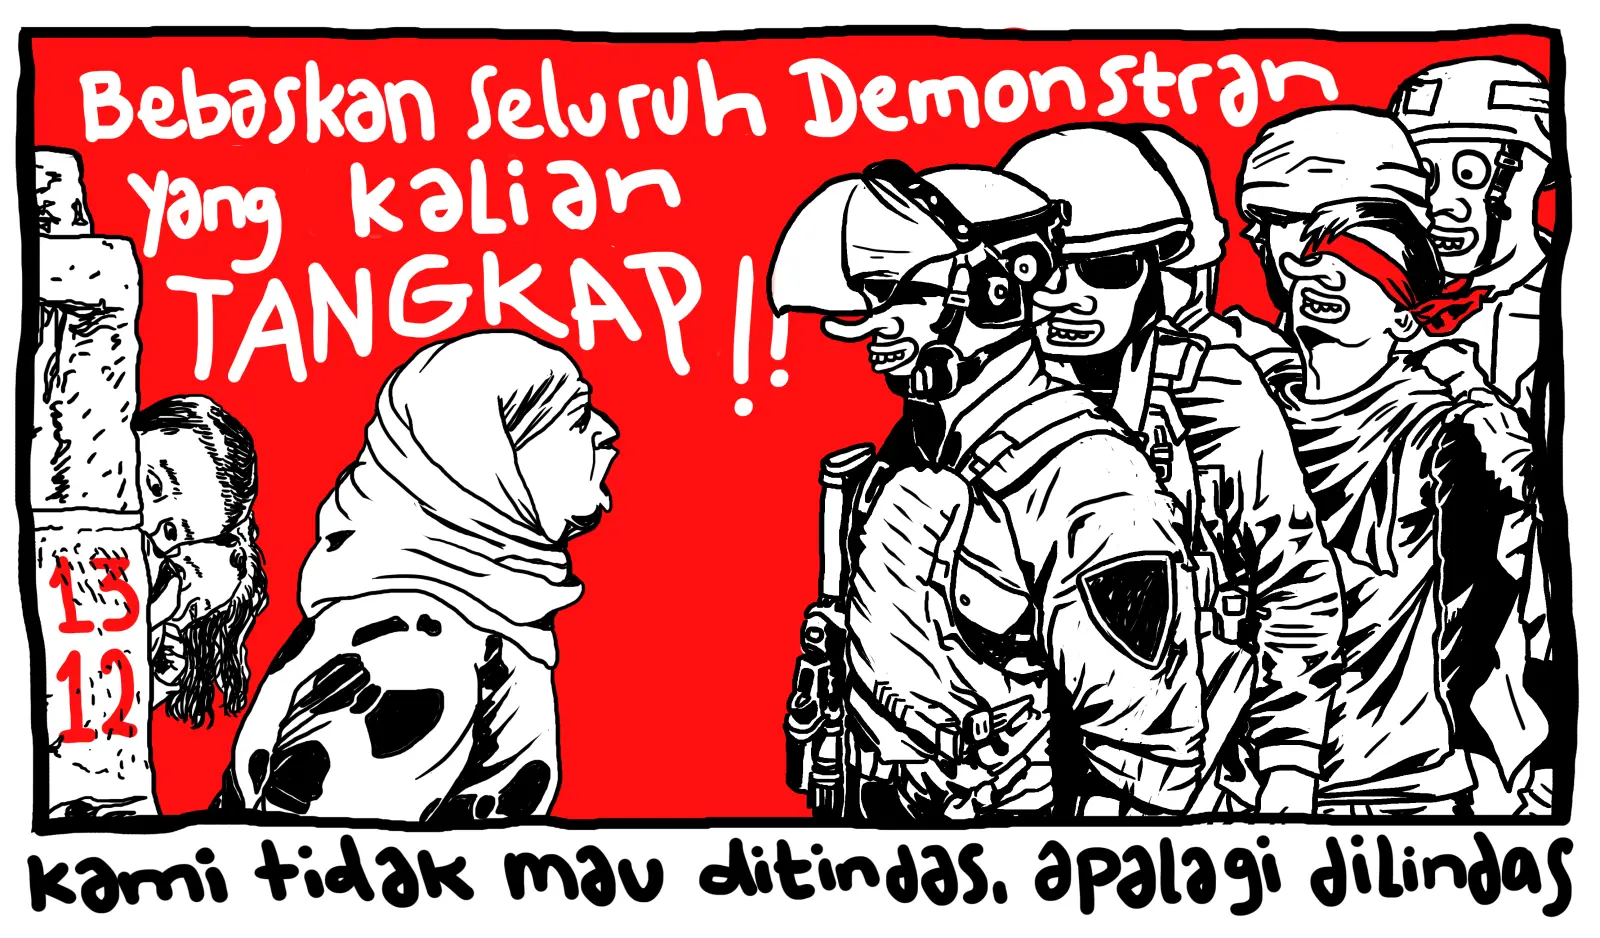 Bebaskan Seluruh Demonstran
yang kalian
TANGKAP!!
13
12
kami tidak mau ditindas. apalagi dilindas